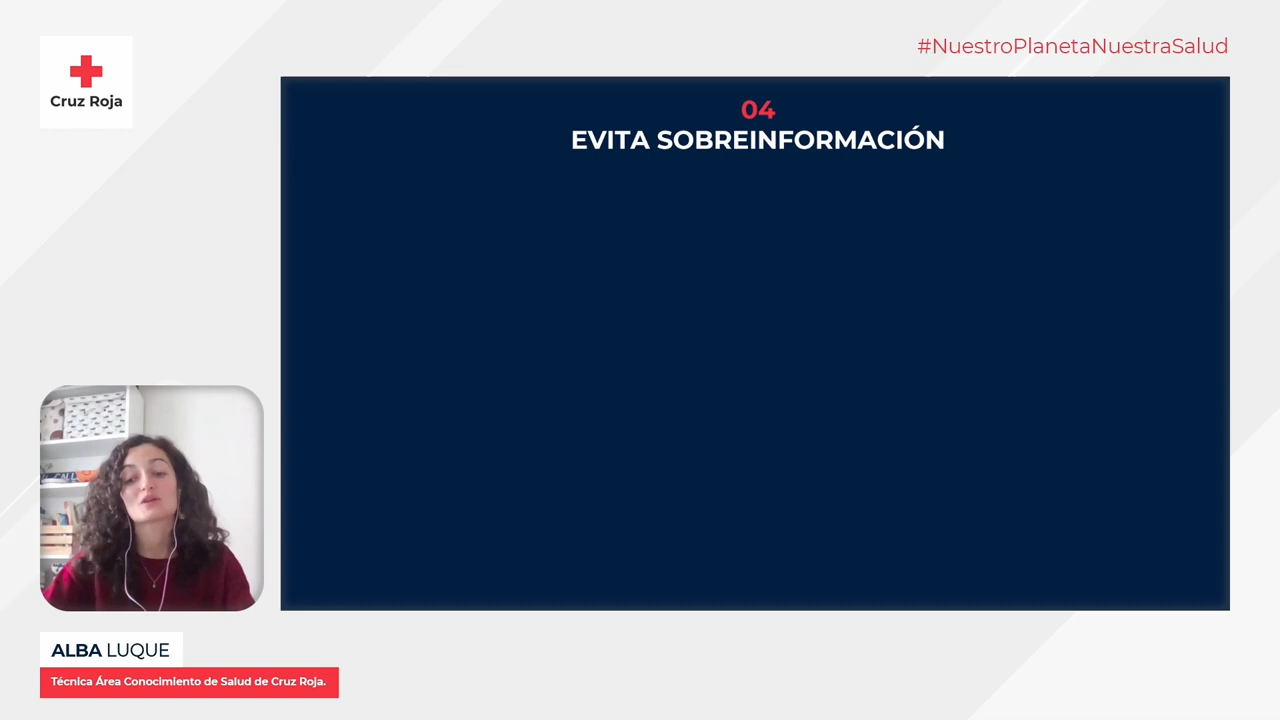 Cruz Roja
#NuestroPlanetaNuestraSalud
04
EVITA SOBREINFORMACIÓN
ALBA LUQUE
Técnica Área Conocimiento de Salud de Cruz Roja.